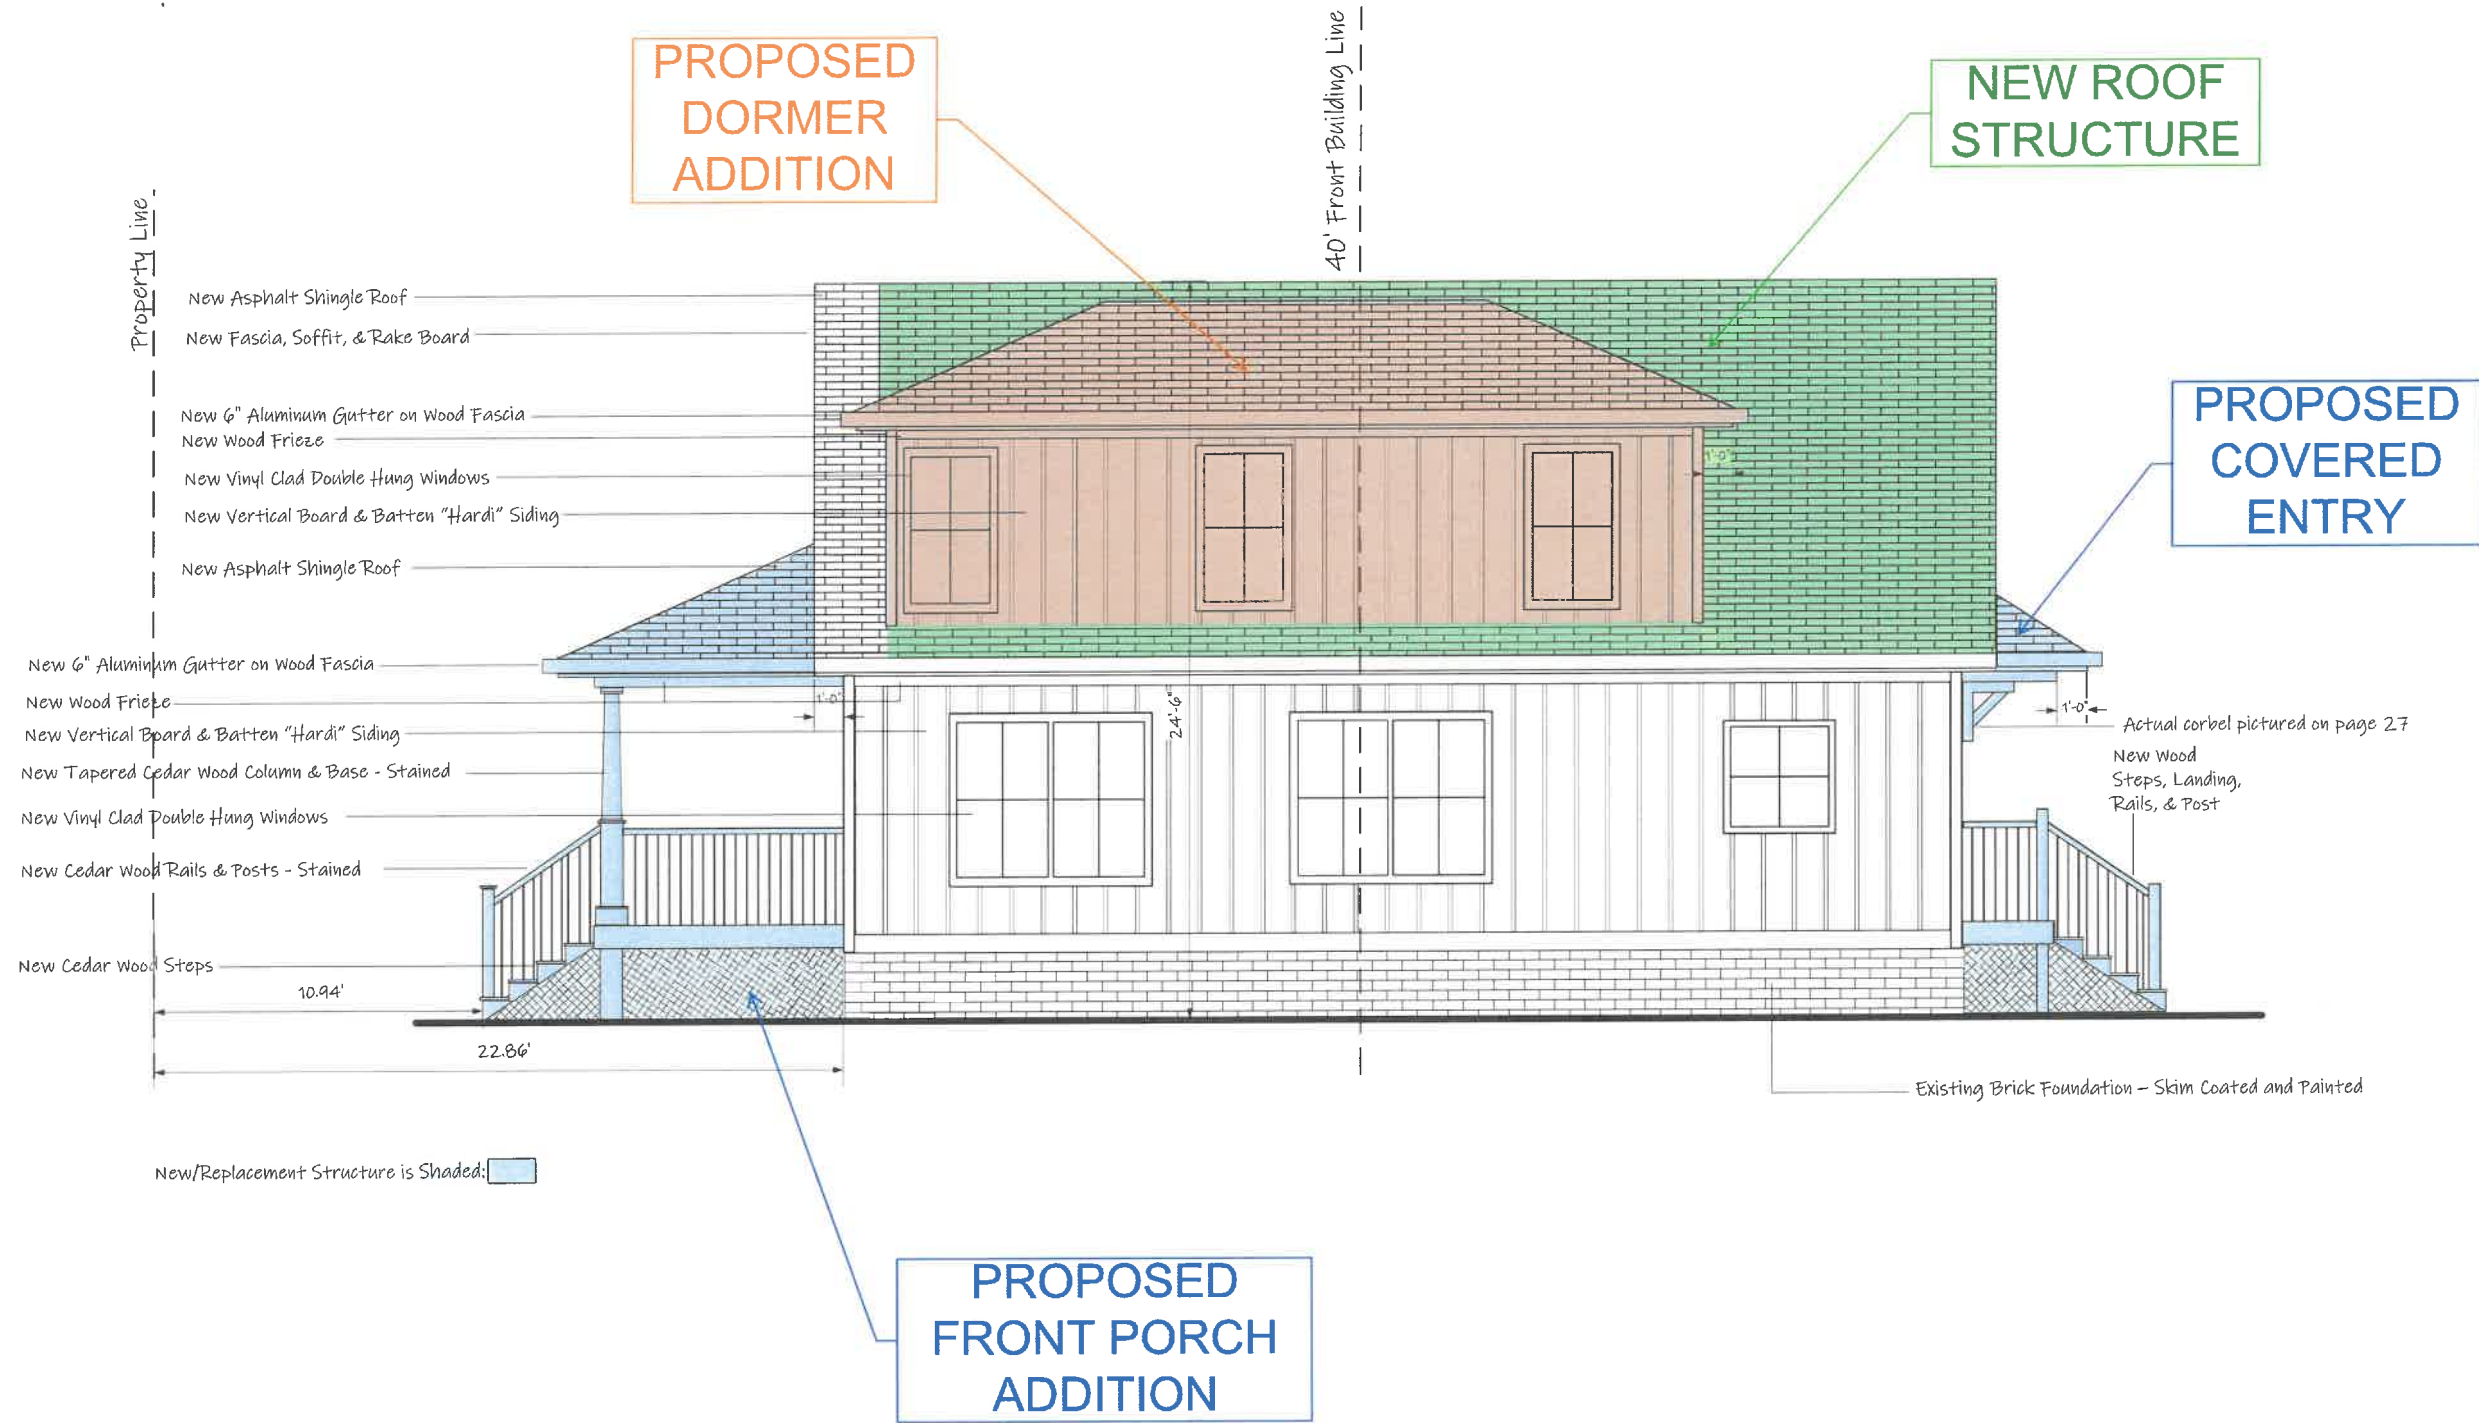 PROPOSED
DORMER
ADDITION
40' Front Building Line
NEW ROOF
STRUCTURE
Property Line
New Asphalt Shingle Roof
New Fascia, Soffit, & Rake Board
New 6" Aluminum Gutter on Wood Fascia
New Wood Frieze
New Vinyl Clad Double Hung Windows
New Vertical Board & Batten "Hardi" Siding
New Asphalt Shingle Roof
1'-0"
PROPOSED
COVERED
ENTRY
New 6" Aluminum Gutter on Wood Fascia
New Wood Frieze
New Vertical Board & Batten "Hardi" Siding
New Tapered Cedar Wood Column & Base - Stained
New Vinyl Clad Double Hung Windows
New Cedar Wood Rails & Posts - Stained
New Cedar Wood Steps
1'-0"
24'-6"
1'-0"
Actual corbel pictured on page 27
New Wood
Steps, Landing,
Rails, & Post
10.94'
22.86'
Existing Brick Foundation – Skim Coated and Painted
New/Replacement Structure is Shaded:
PROPOSED
FRONT PORCH
ADDITION